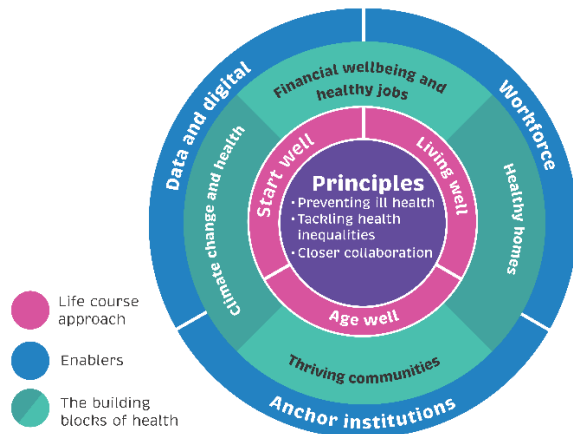 Data and digital
Workforce
Anchor institutions
Financial wellbeing and
healthy jobs
Healthy homes
Thriving communities
Climate change and health
Start well
Living well
Age well
Principles
• Preventing ill health
• Tackling health
inequalities
• Closer collaboration
Life course
approach
Enablers
The building
blocks of health